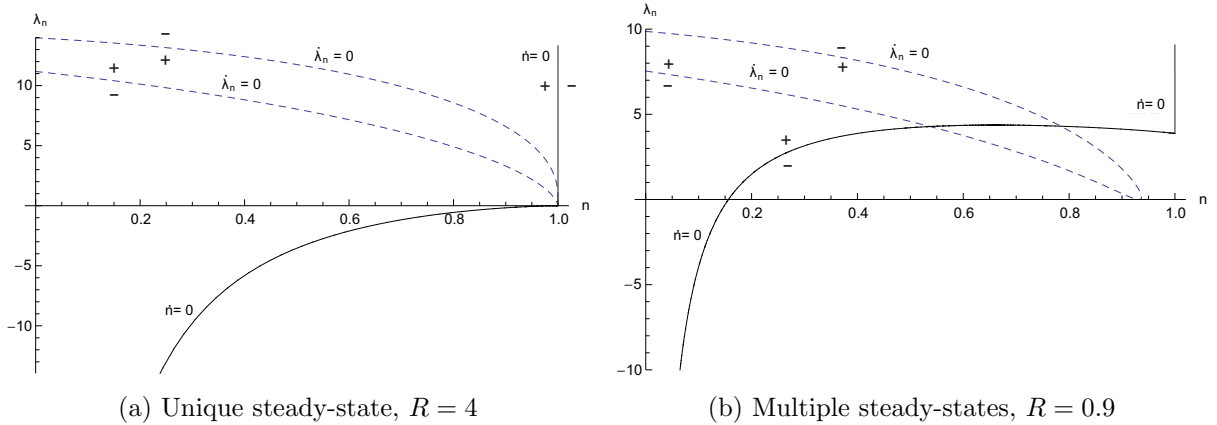 λₙ
10
5
−5
−10
0.2
0.4
0.6
0.8
1.0
n
−
+
+
−
λ̇ₙ = 0
λ̇ₙ = 0
ṅ= 0
+
−
ṅ= 0
(a) Unique steady-state, R = 4
λₙ
10
5
−5
−10
0.2
0.4
0.6
0.8
1.0
n
+
−
−
+
λ̇ₙ = 0
λ̇ₙ = 0
ṅ= 0
+
−
ṅ= 0
(b) Multiple steady-states, R = 0.9